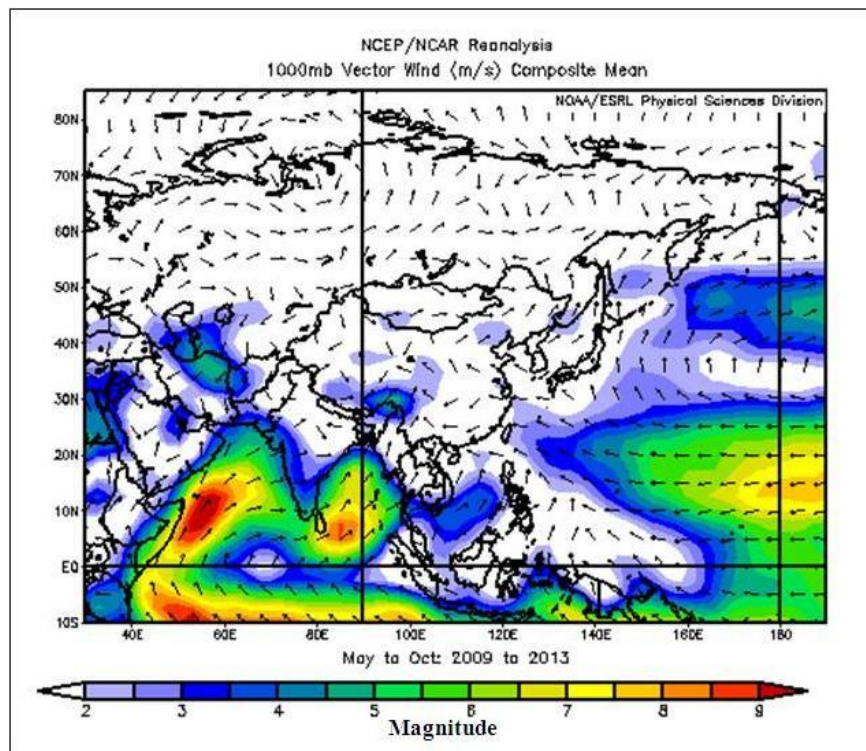 NCEP/NCAR Reanalysis
1000mb Vector Wind (m/s) Composite Mean
NOAA/ESRL Physical Sciences Division
80N
70N
60N
50N
40N
30N
20N
10N
EQ
10S
40E 60E 80E 100E 120E 140E 160E 180
May to Oct: 2009 to 2013
2 3 4 5 6 7 8 9
Magnitude